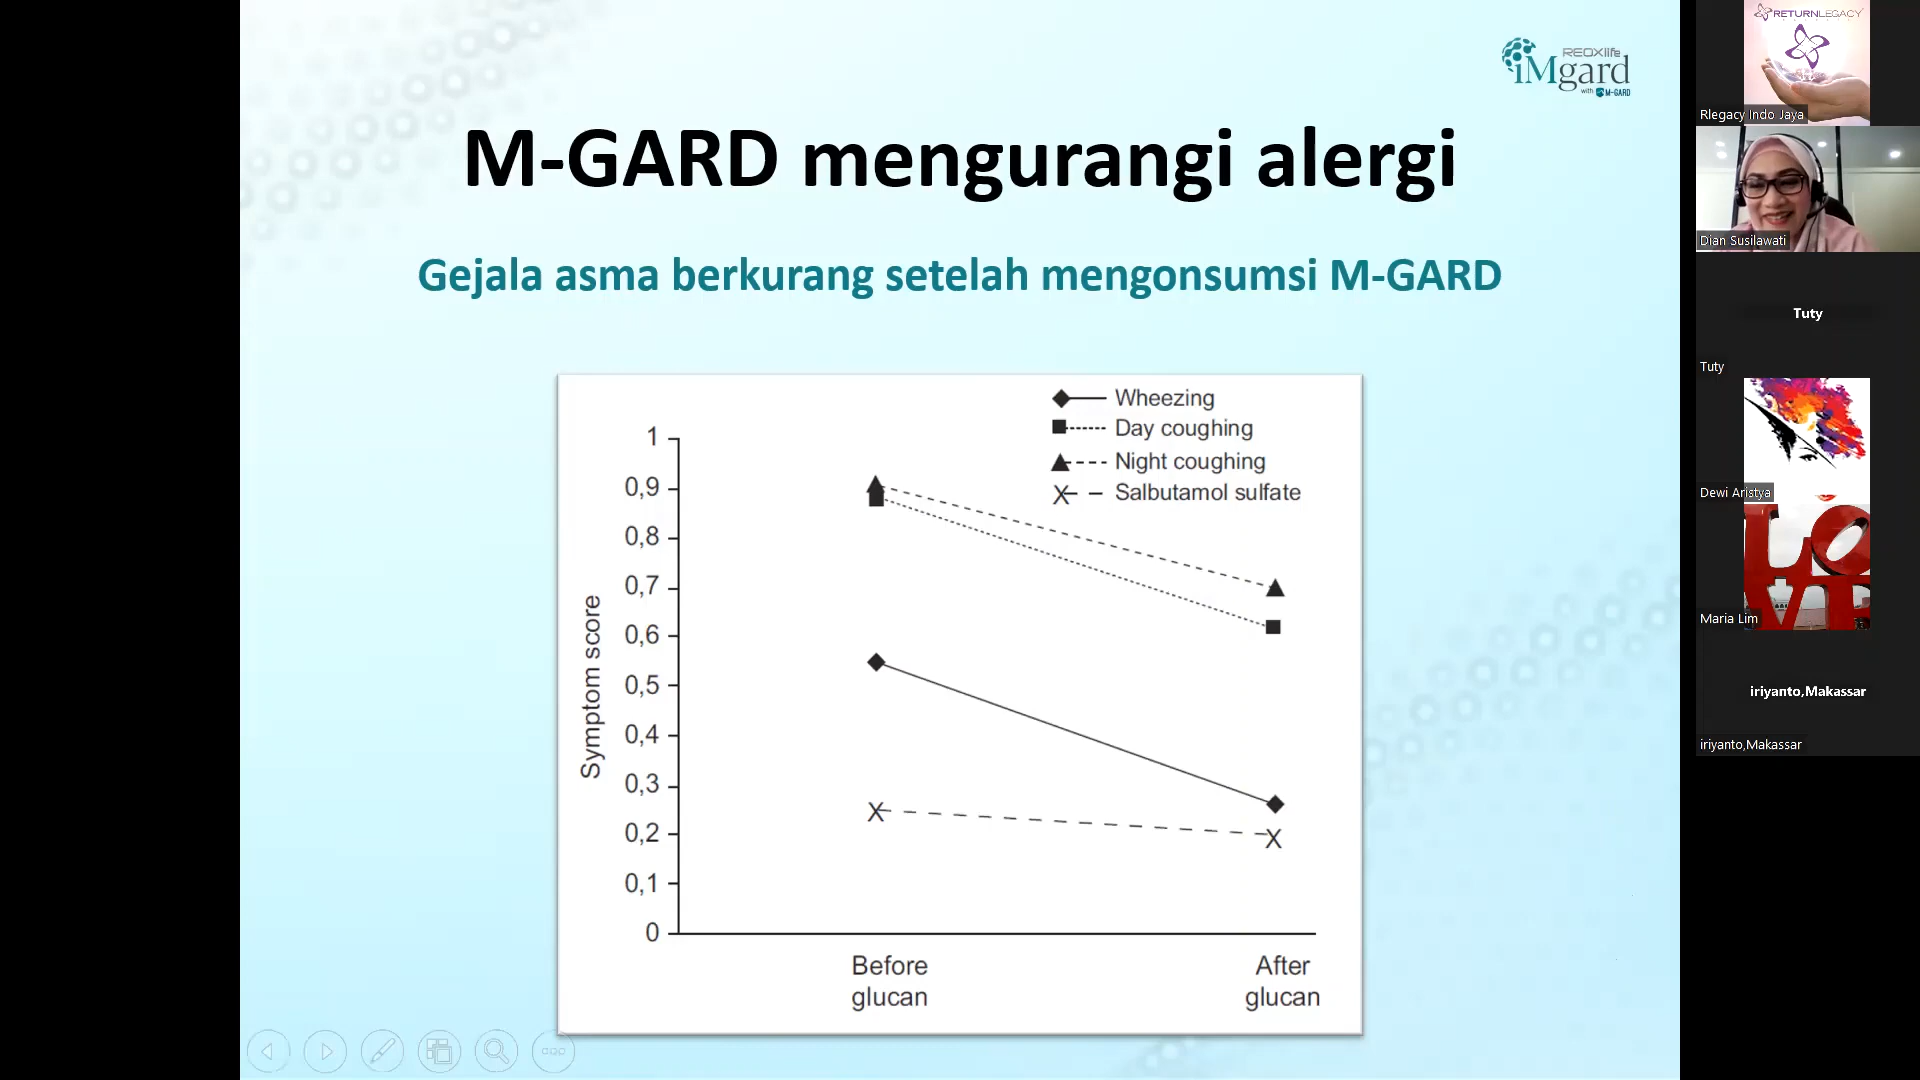 REOXlife
iMgard
with M-GARD
M-GARD mengurangi alergi
Gejala asma berkurang setelah mengonsumsi M-GARD
Wheezing
Day coughing
Night coughing
Salbutamol sulfate
Symptom score
1
0,9
0,8
0,7
0,6
0,5
0,4
0,3
0,2
0,1
0
Before
glucan
After
glucan
RETURNLEGACY
Rlegacy Indo Jaya
Dian Susilawati
Tuty
Tuty
Dewi Aristya
LO
VE
Maria Lim
iriyanto,Makassar
iriyanto,Makassar